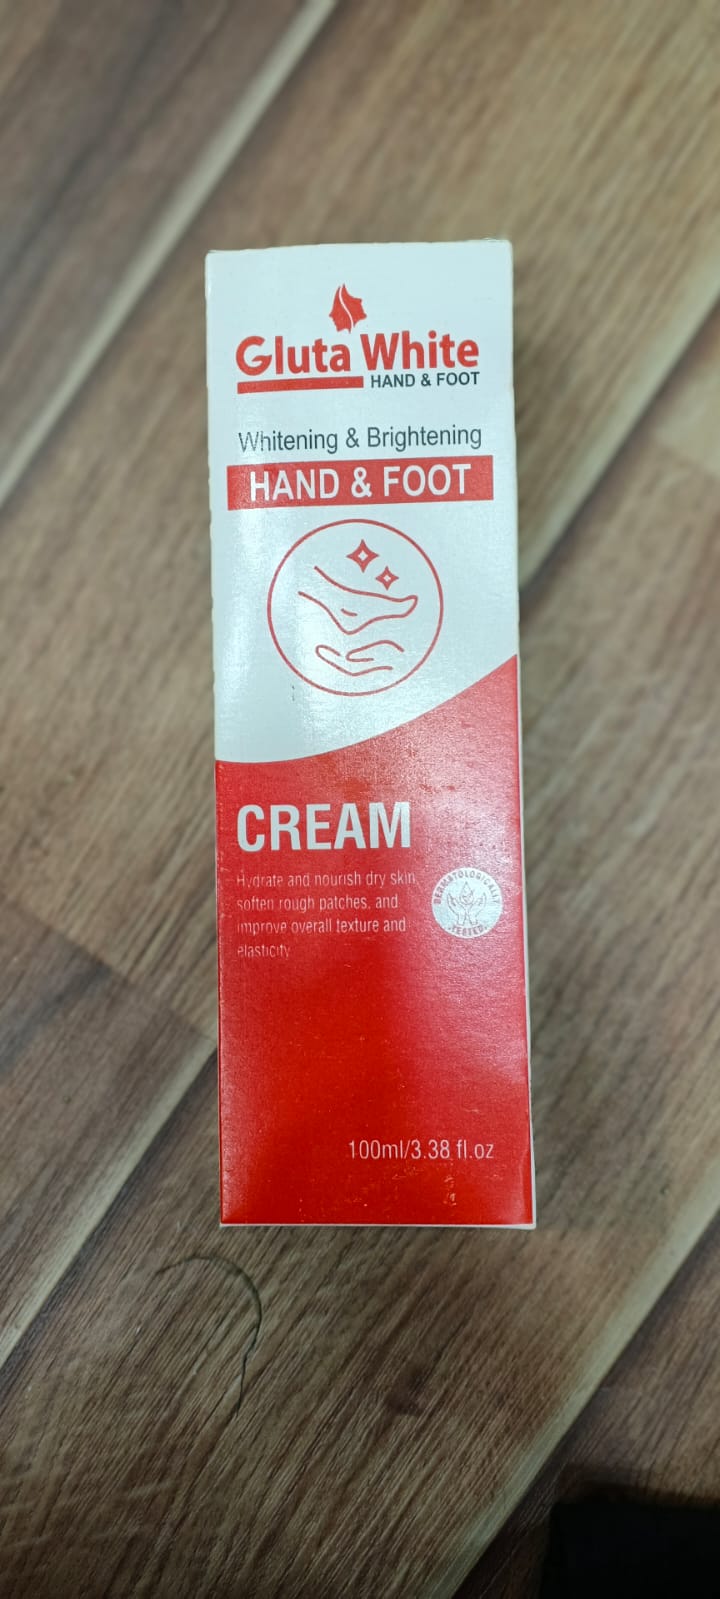 Gluta White
HAND & FOOT
Whitening & Brightening
HAND & FOOT
CREAM
Hydrate and nourish dry skin,
soften rough patches, and
improve overall texture and
elasticity
DERMATOLOGICALLY
TESTED
100ml/3.38 fl.oz